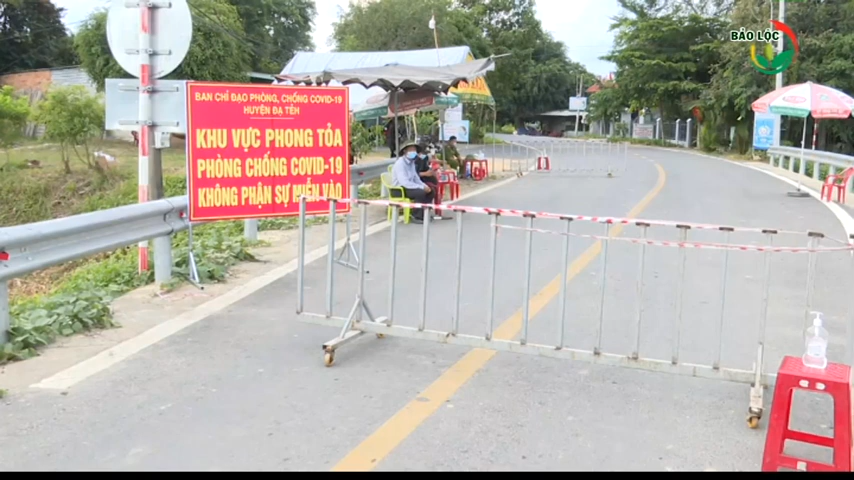 BẢO LỘC
BAN CHỈ ĐẠO PHÒNG, CHỐNG COVID-19
HUYỆN ĐẠ TẺH
KHU VỰC PHONG TỎA
PHÒNG CHỐNG COVID-19
KHÔNG PHẬN SỰ MIỄN VÀO